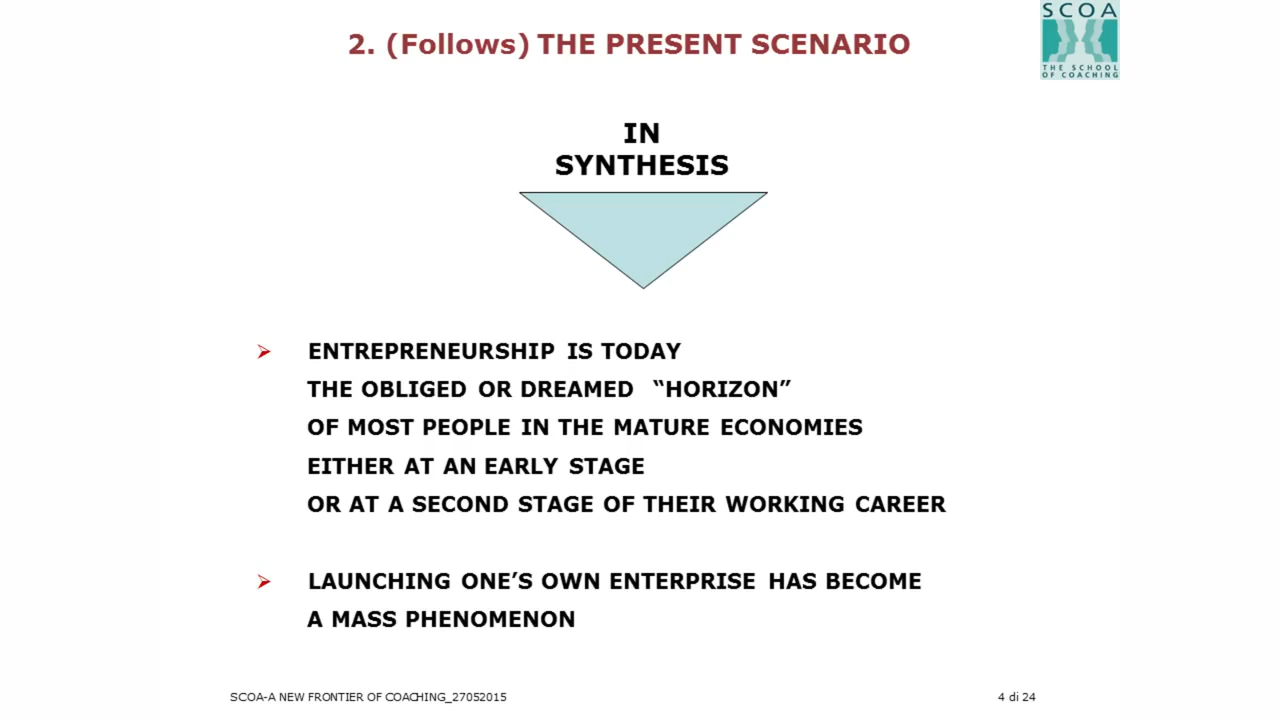 SCOA
THE SCHOOL
OF COACHING
2. (Follows) THE PRESENT SCENARIO
IN
SYNTHESIS
ENTREPRENEURSHIP IS TODAY
THE OBLIGED OR DREAMED “HORIZON”
OF MOST PEOPLE IN THE MATURE ECONOMIES
EITHER AT AN EARLY STAGE
OR AT A SECOND STAGE OF THEIR WORKING CAREER
LAUNCHING ONE’S OWN ENTERPRISE HAS BECOME
A MASS PHENOMENON
SCOA-A NEW FRONTIER OF COACHING_27052015
4 di 24